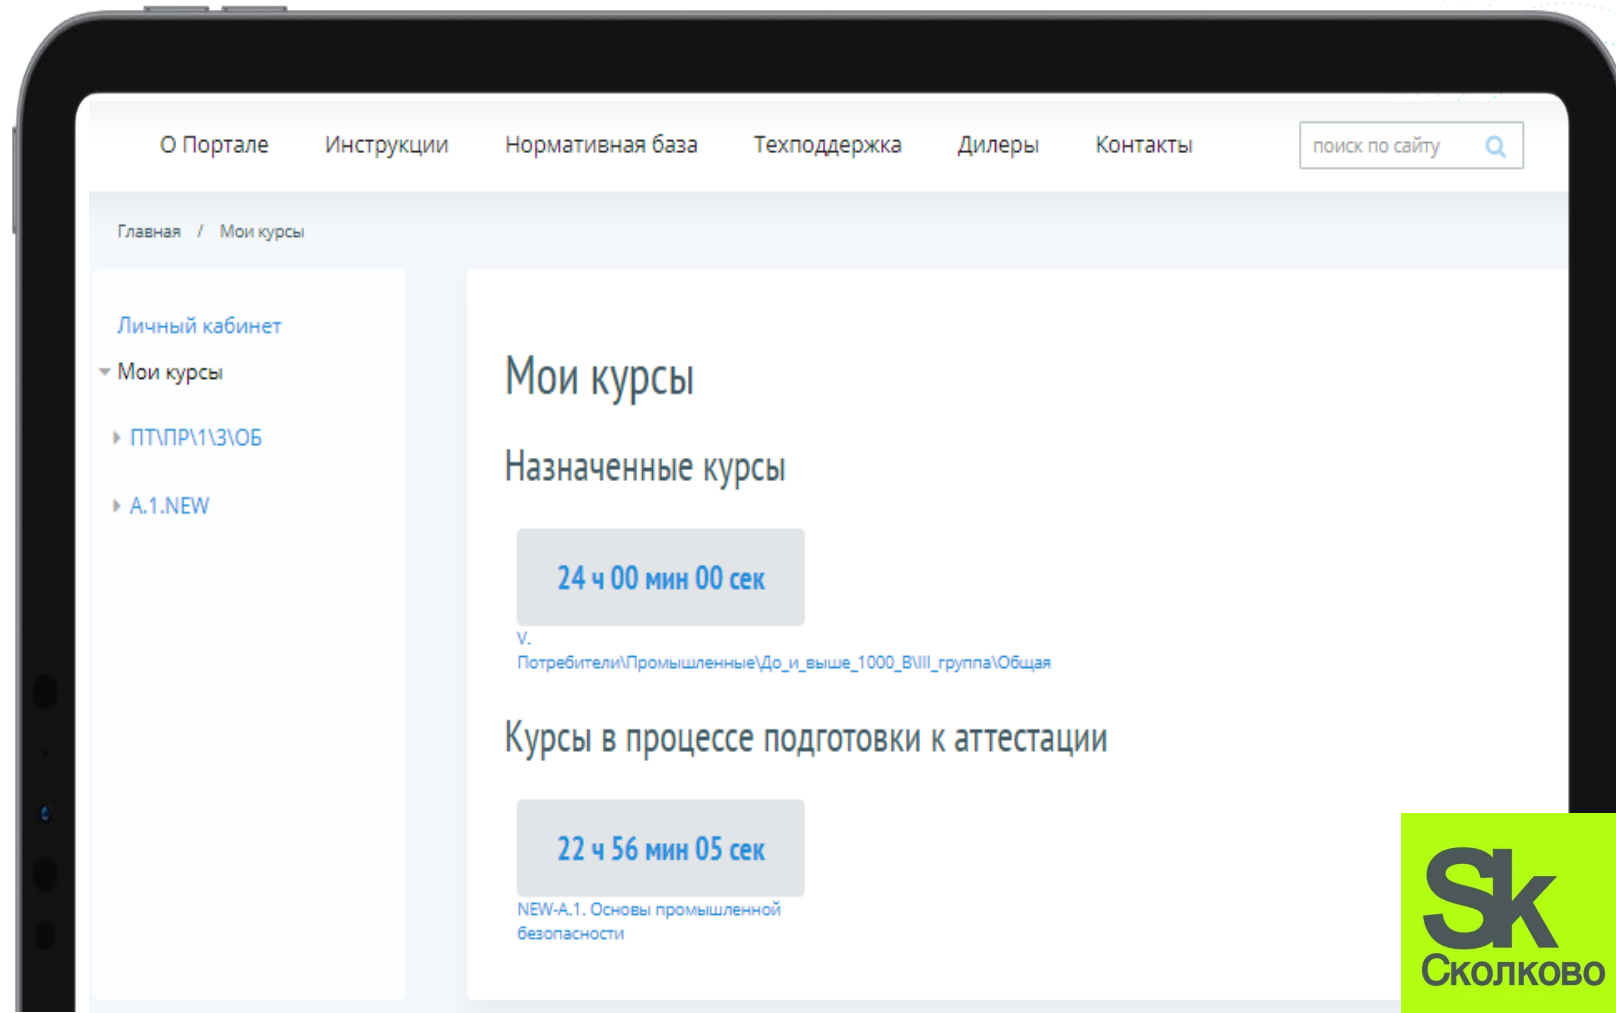 О Портале Инструкции Нормативная база Техподдержка Дилеры Контакты поиск по сайту
Главная / Мои курсы
Личный кабинет
Мои курсы
ПТ\ПР\1\3\ОБ
A.1.NEW
Мои курсы
Назначенные курсы
24 ч 00 мин 00 сек
V.
Потребители\Промышленные\До_и_выше_1000_В\III_группа\Общая
Курсы в процессе подготовки к аттестации
22 ч 56 мин 05 сек
NEW-А.1. Основы промышленной
безопасности
Sk
Сколково